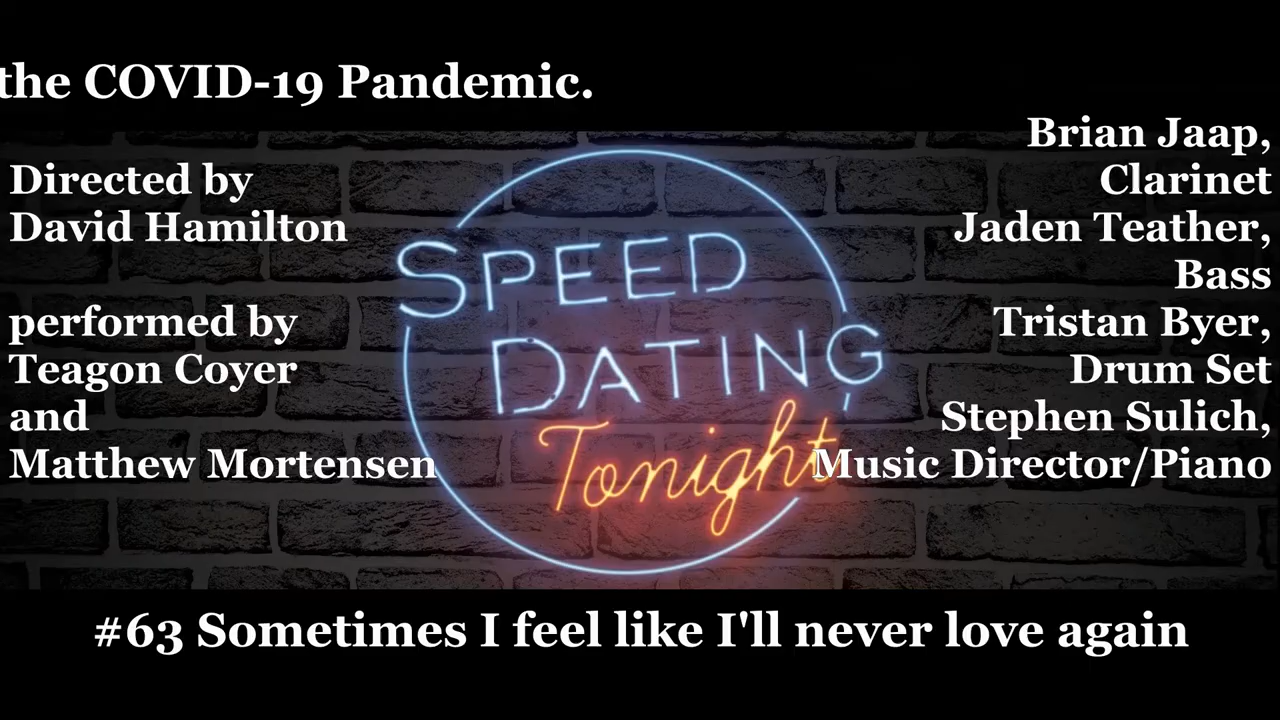 the COVID-19 Pandemic.
Directed by
David Hamilton
performed by
Teagon Coyer
and
Matthew Mortensen
SPEED
DATING
Tonight
Brian Jaap,
Clarinet
Jaden Teather,
Bass
Tristan Byer,
Drum Set
Stephen Sulich,
Music Director/Piano
#63 Sometimes I feel like I'll never love again